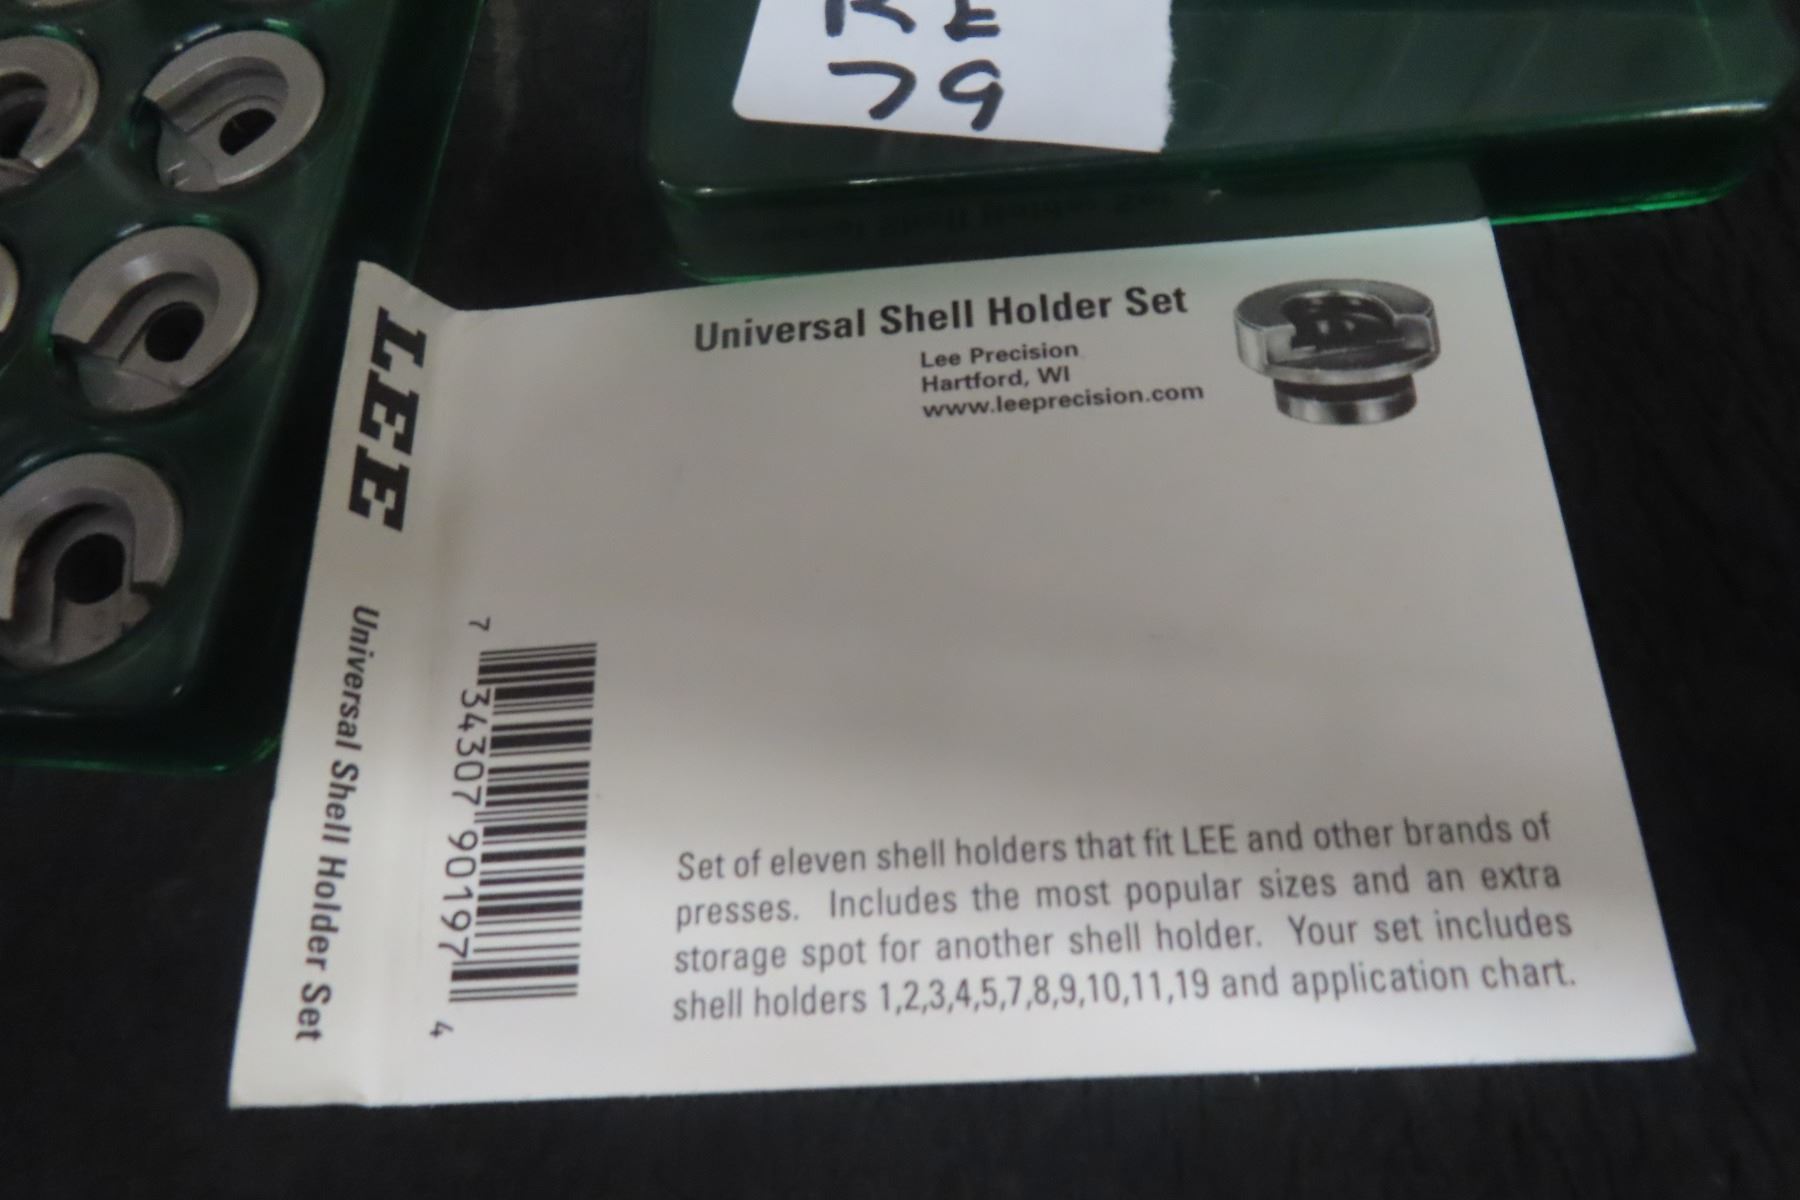 RE
79
Universal Shell Holder Set
Lee Precision
Hartford, WI
www.leeprecision.com
LEE
Universal Shell Holder Set
7 34307 90197 4
Set of eleven shell holders that fit LEE and other brands of
presses. Includes the most popular sizes and an extra
storage spot for another shell holder. Your set includes
shell holders 1,2,3,4,5,7,8,9,10,11,19 and application chart.